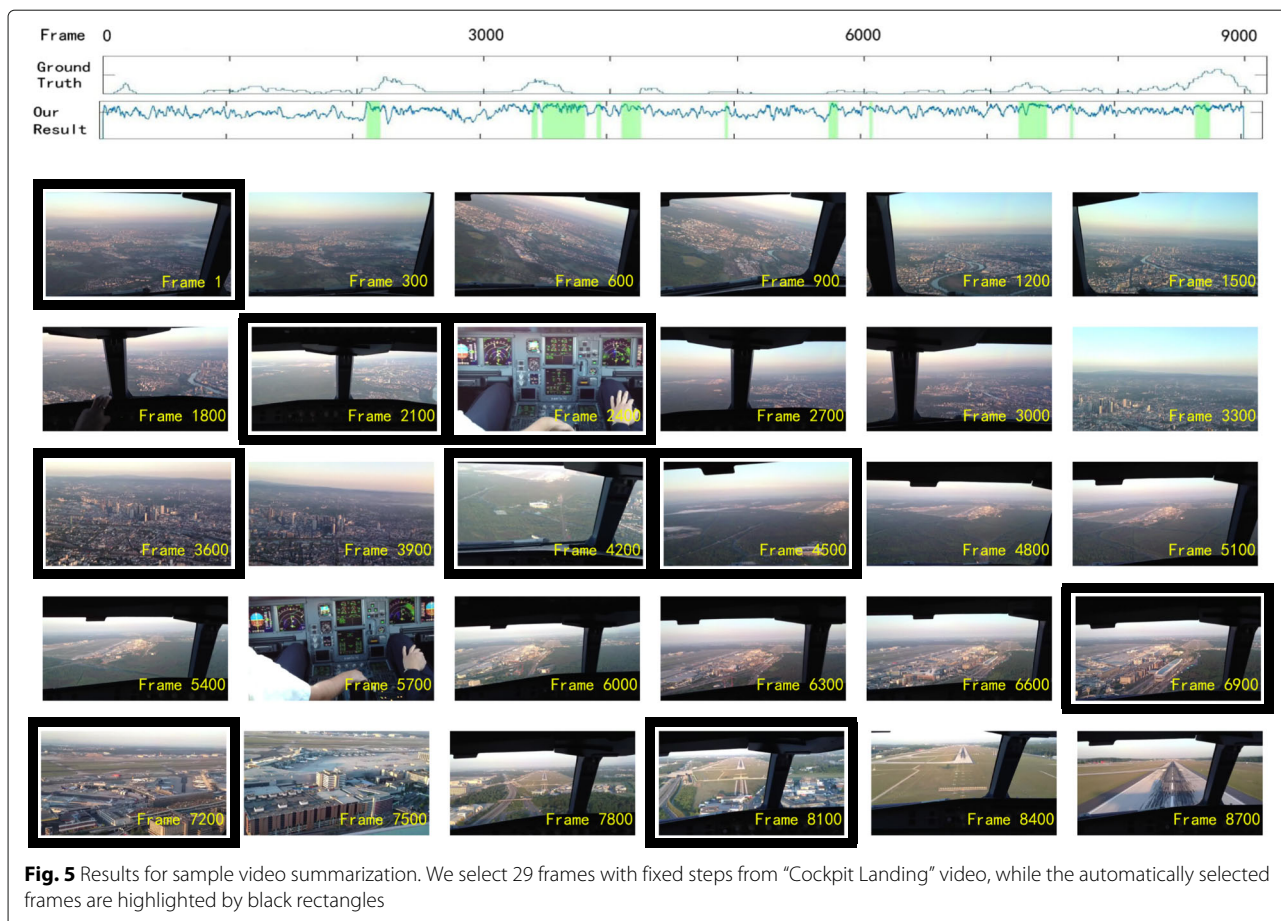 Frame 0 3000 6000 9000
Ground
Truth
Our
Result
Frame 1 Frame 300 Frame 600 Frame 900 Frame 1200 Frame 1500
Frame 1800 Frame 2100 Frame 2400 Frame 2700 Frame 3000 Frame 3300
Frame 3600 Frame 3900 Frame 4200 Frame 4500 Frame 4800 Frame 5100
Frame 5400 Frame 5700 Frame 6000 Frame 6300 Frame 6600 Frame 6900
Frame 7200 Frame 7500 Frame 7800 Frame 8100 Frame 8400 Frame 8700
Fig. 5 Results for sample video summarization. We select 29 frames with fixed steps from “Cockpit Landing” video, while the automatically selected
frames are highlighted by black rectangles